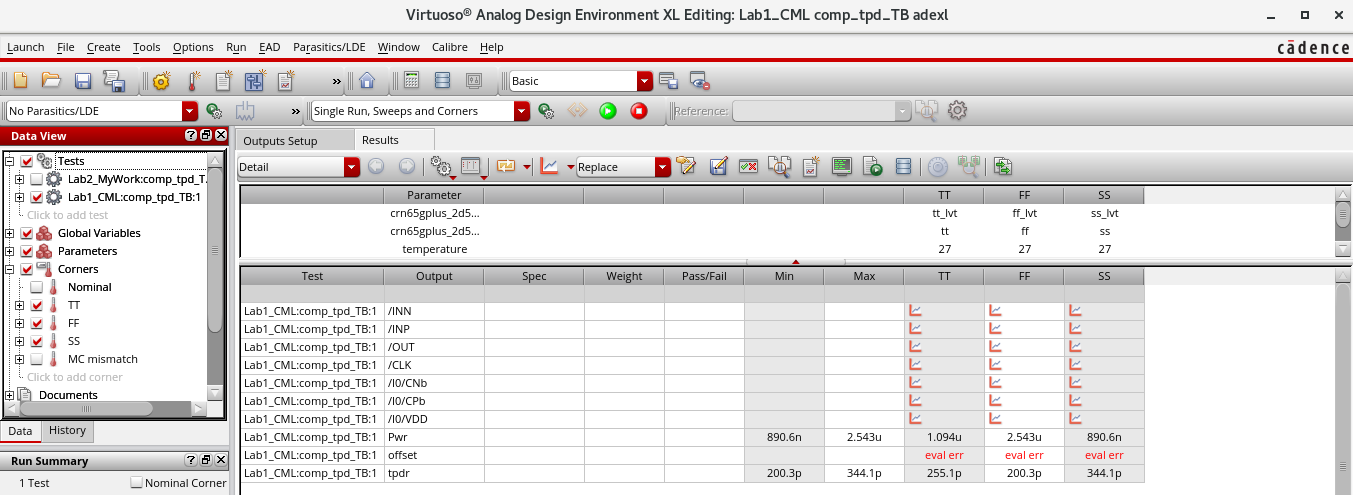 Virtuoso® Analog Design Environment XL Editing: Lab1_CML comp_tpd_TB adexl
Launch File Create Tools Options Run EAD Parasitics/LDE Window Calibre Help
cādence
» » Basic
No Parasitics/LDE » Single Run, Sweeps and Corners Reference:
Data View
Tests
Lab2_MyWork:comp_tpd_T.
Lab1_CML:comp_tpd_TB:1
Click to add test
Global Variables
Parameters
Corners
Nominal
TT
FF
SS
MC mismatch
Click to add corner
Documents
Data History
Run Summary
1 Test Nominal Corner
Outputs Setup Results
Detail Replace
Parameter TT FF SS
crn65gplus_2d5... tt_lvt ff_lvt ss_lvt
crn65gplus_2d5... tt ff ss
temperature 27 27 27
Test Output Spec Weight Pass/Fail Min Max TT FF SS
Lab1_CML:comp_tpd_TB:1 /INN
Lab1_CML:comp_tpd_TB:1 /INP
Lab1_CML:comp_tpd_TB:1 /OUT
Lab1_CML:comp_tpd_TB:1 /CLK
Lab1_CML:comp_tpd_TB:1 /I0/CNb
Lab1_CML:comp_tpd_TB:1 /I0/CPb
Lab1_CML:comp_tpd_TB:1 /I0/VDD
Lab1_CML:comp_tpd_TB:1 Pwr 890.6n 2.543u 1.094u 2.543u 890.6n
Lab1_CML:comp_tpd_TB:1 offset eval err eval err eval err
Lab1_CML:comp_tpd_TB:1 tpdr 200.3p 344.1p 255.1p 200.3p 344.1p